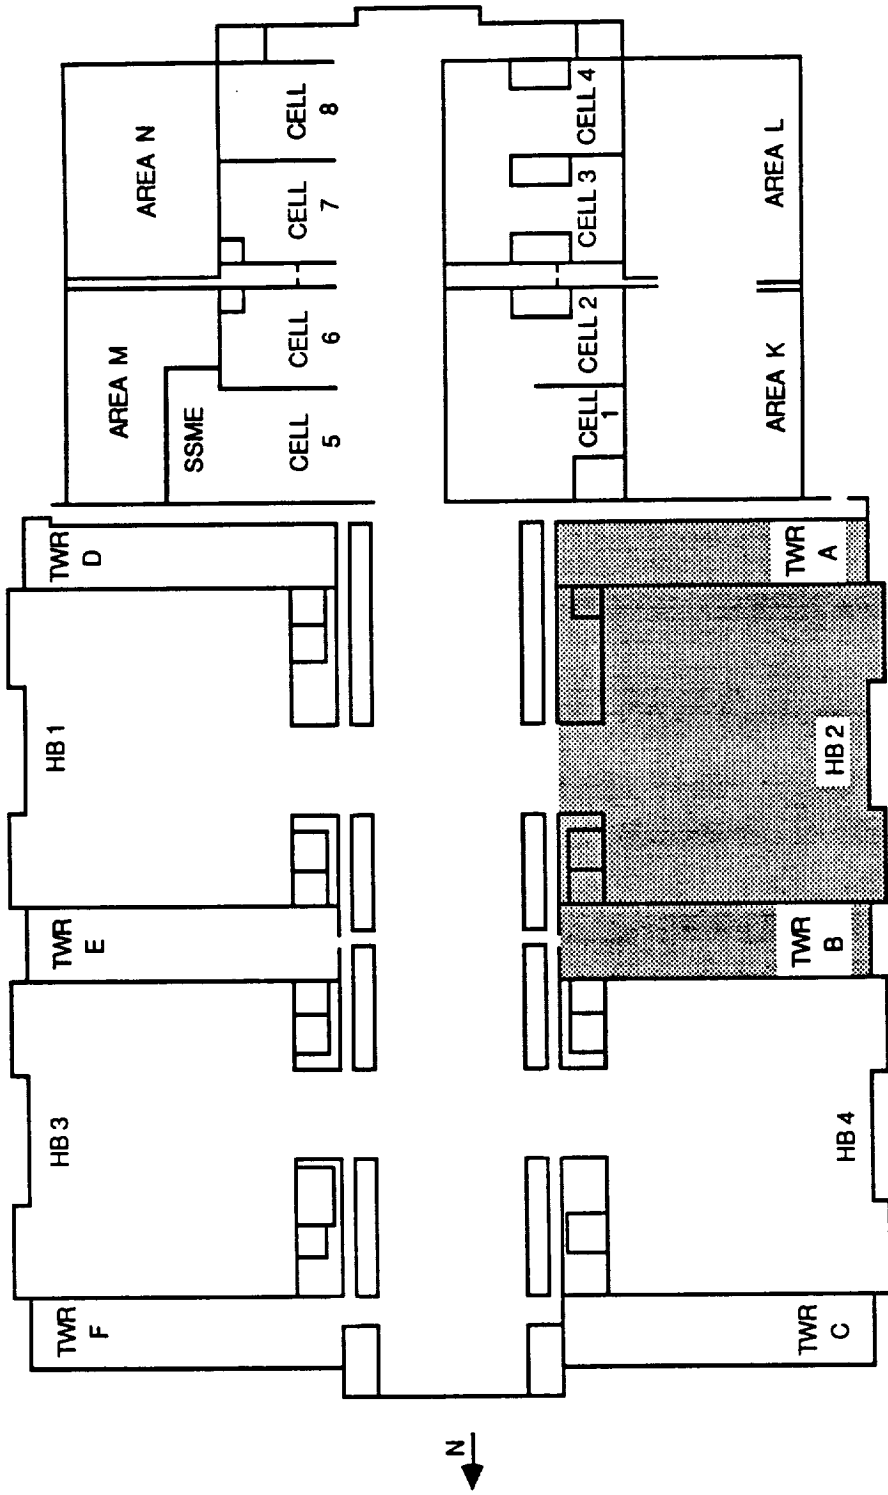 TWR
F
HB 3
TWR
E
HB 1
TWR
D
AREA M
AREA N
SSME
CELL
5
CELL
6
CELL
7
CELL
8
N
CELL
1
CELL 2
CELL 3
CELL 4
AREA K
AREA L
TWR
C
HB 4
TWR
B
HB 2
TWR
A